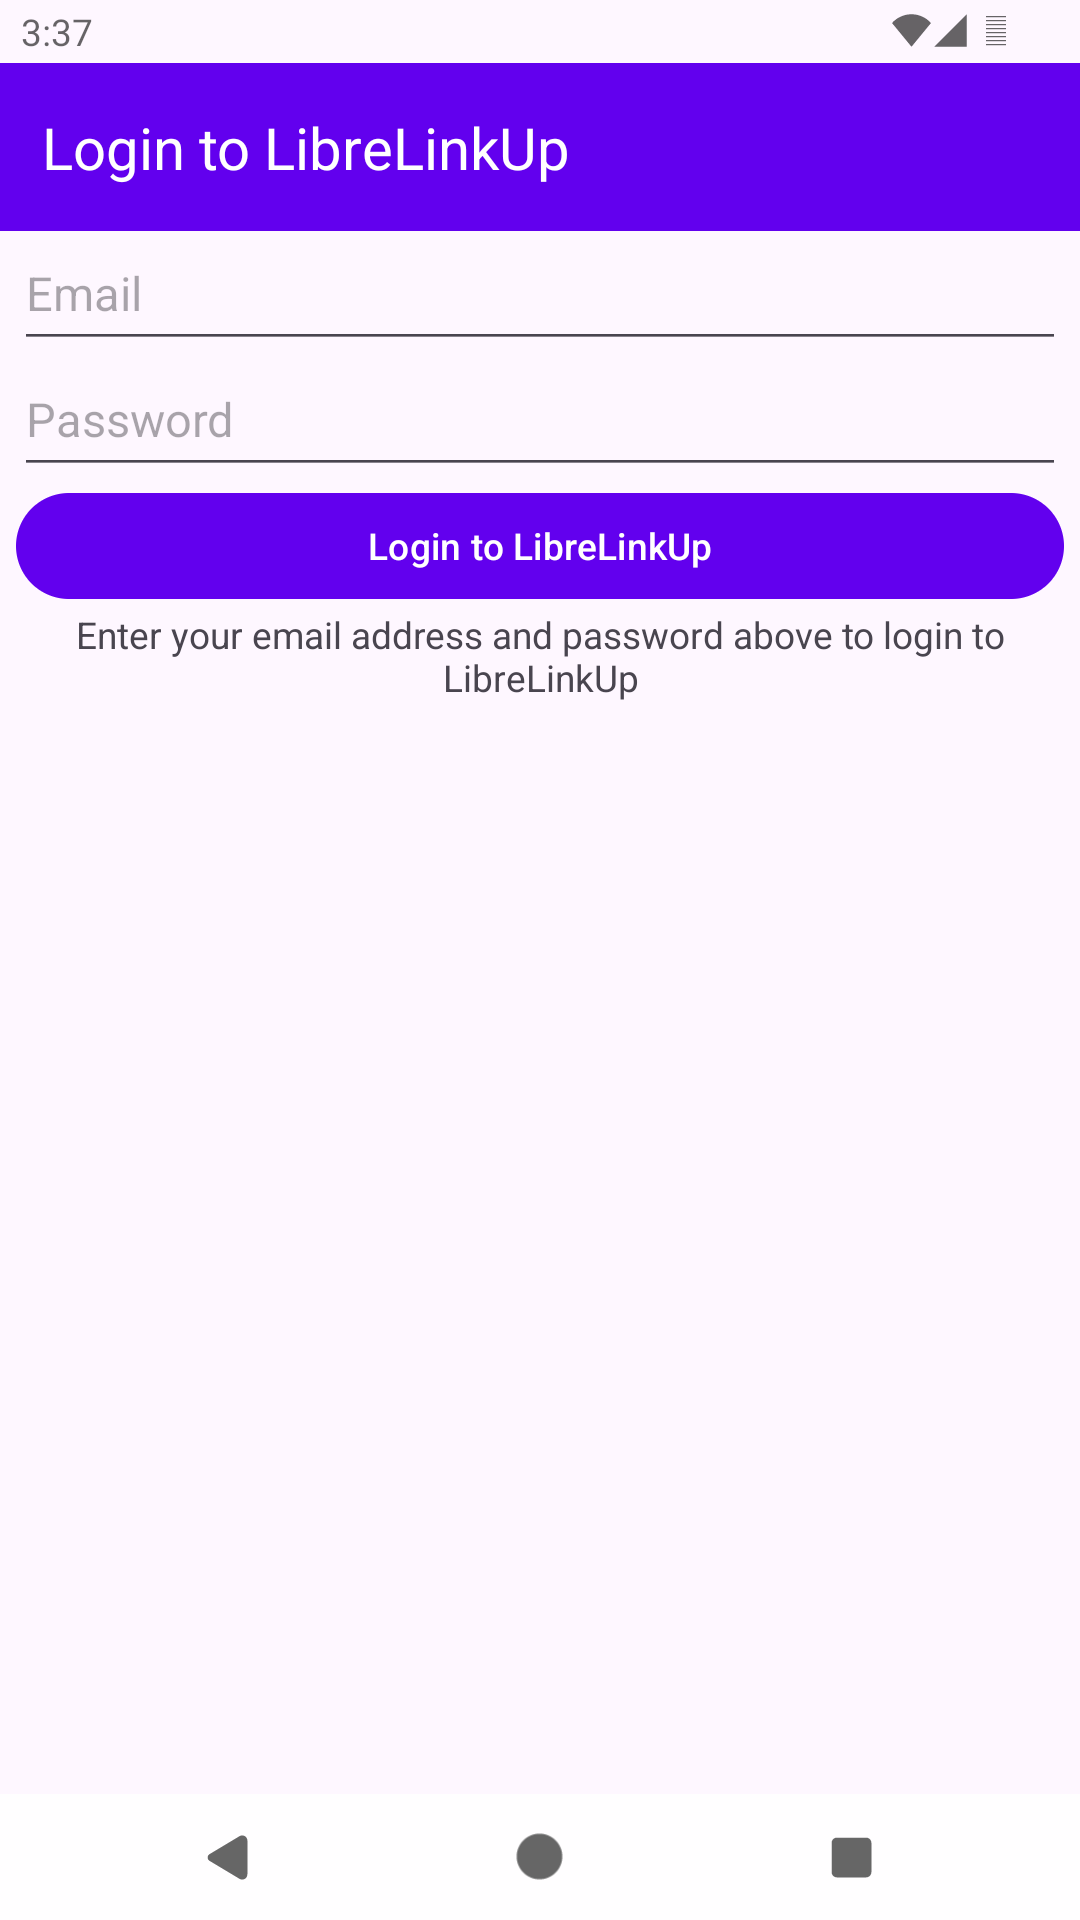 3:37
Login to LibreLinkUp
Email
Password
Login to LibreLinkUp
Enter your email address and password above to login to
LibreLinkUp